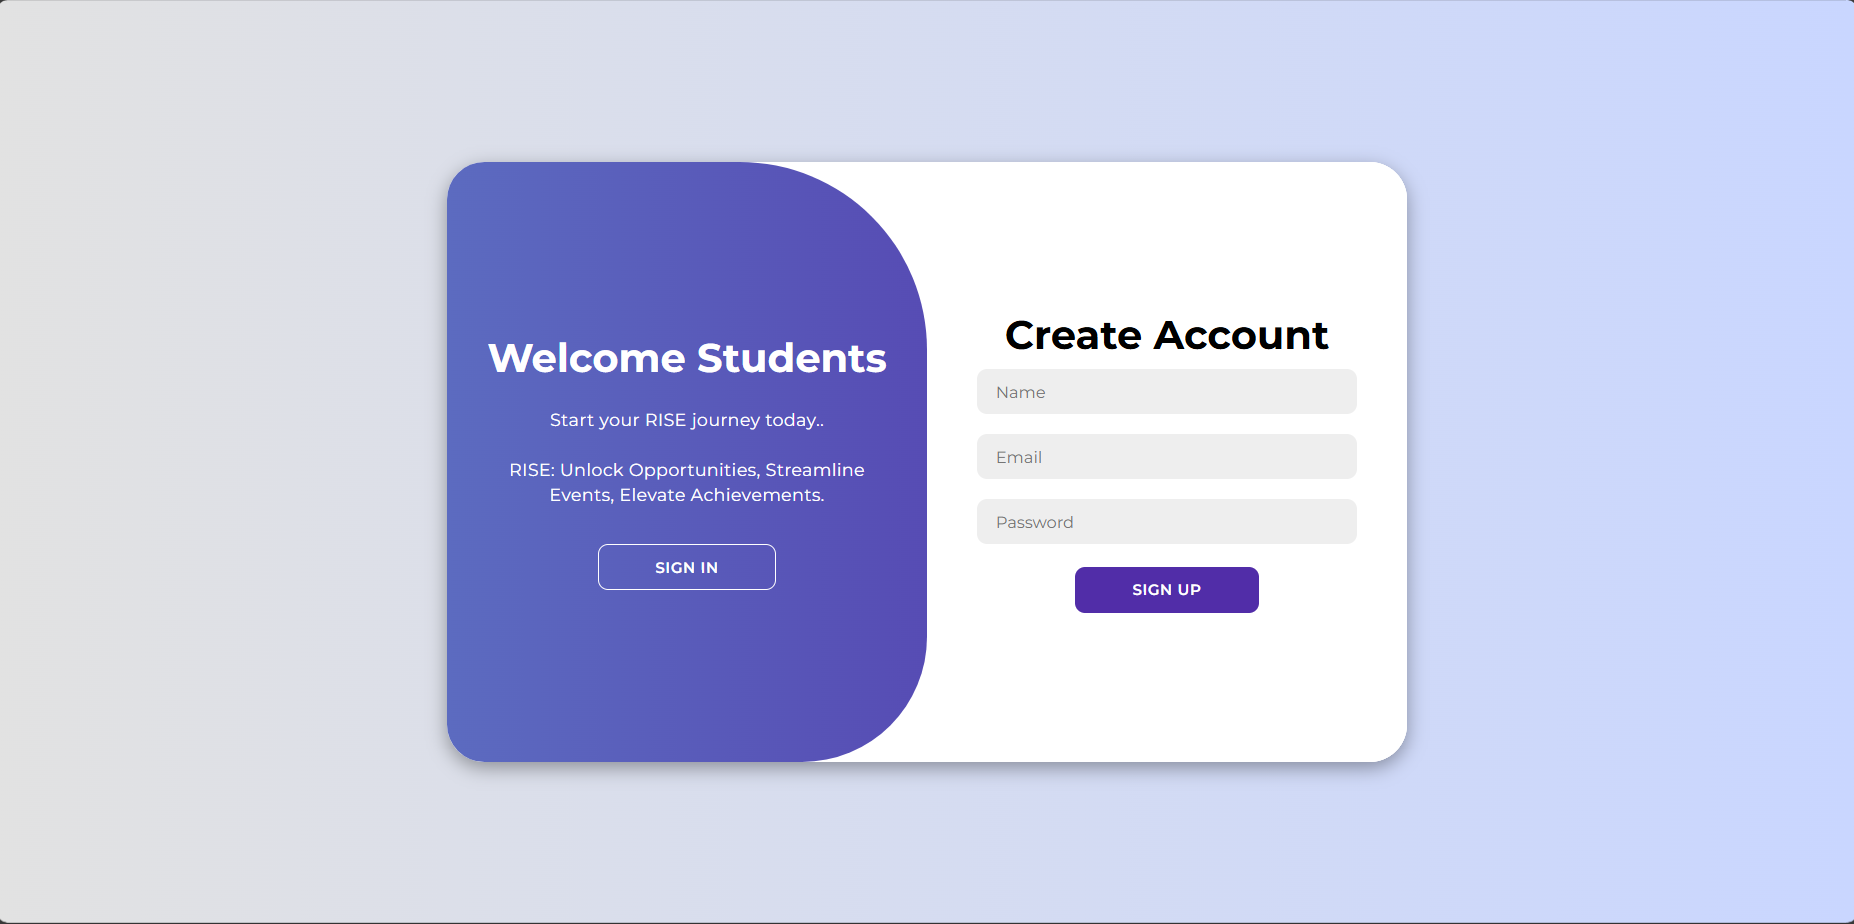 Welcome Students
Start your RISE journey today..
RISE: Unlock Opportunities, Streamline
Events, Elevate Achievements.
SIGN IN
Create Account
Name
Email
Password
SIGN UP